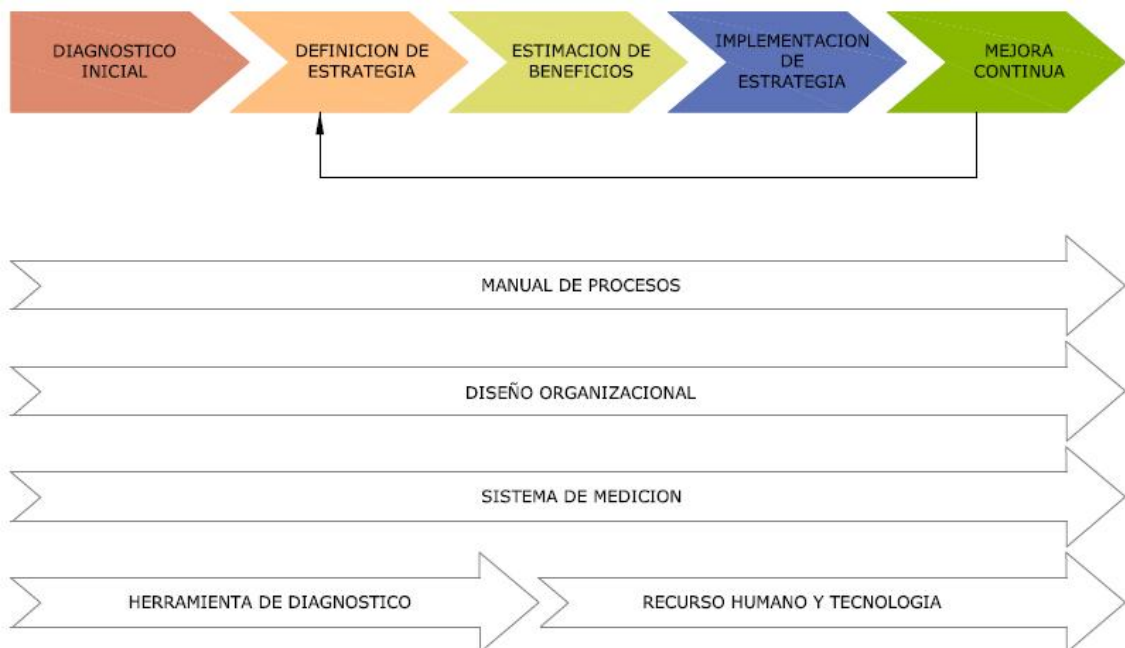 DIAGNOSTICO
INICIAL
DEFINICION DE
ESTRATEGIA
ESTIMACION DE
BENEFICIOS
IMPLEMENTACION
DE
ESTRATEGIA
MEJORA
CONTINUA
MANUAL DE PROCESOS
DISEÑO ORGANIZACIONAL
SISTEMA DE MEDICION
HERRAMIENTA DE DIAGNOSTICO
RECURSO HUMANO Y TECNOLOGIA